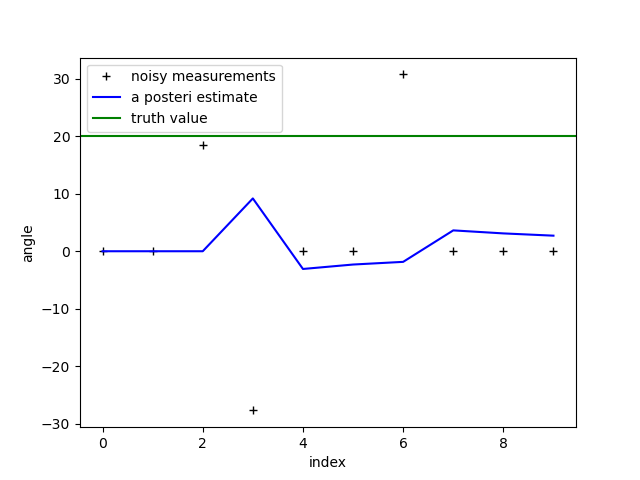 30
20
10
0
−10
−20
−30
angle
noisy measurements
a posteri estimate
truth value
0 2 4 6 8
index